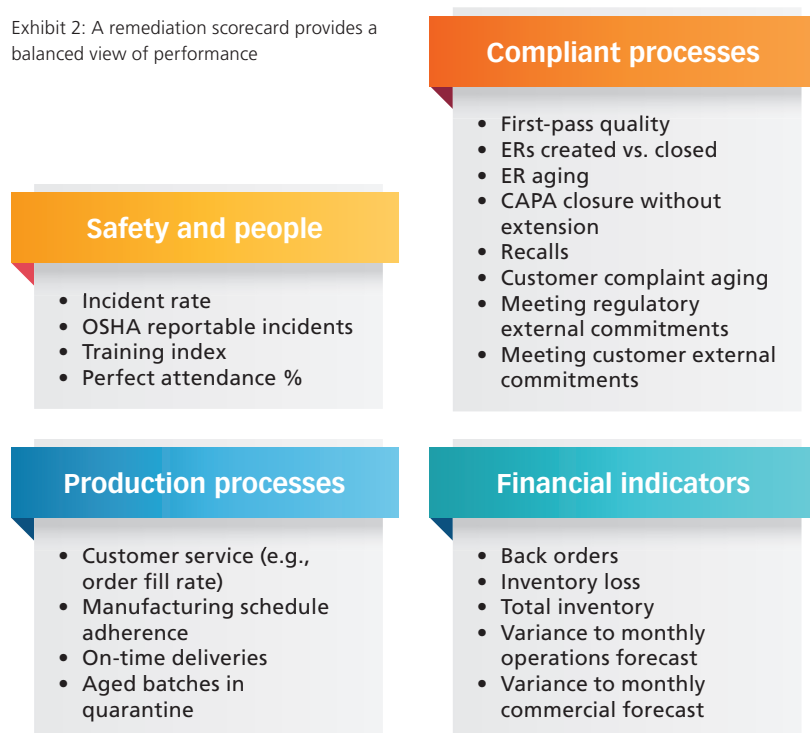 Exhibit 2: A remediation scorecard provides a
balanced view of performance
Safety and people
• Incident rate
• OSHA reportable incidents
• Training index
• Perfect attendance %
Compliant processes
• First-pass quality
• ERs created vs. closed
• ER aging
• CAPA closure without
extension
• Recalls
• Customer complaint aging
• Meeting regulatory
external commitments
• Meeting customer external
commitments
Production processes
• Customer service (e.g.,
order fill rate)
• Manufacturing schedule
adherence
• On-time deliveries
• Aged batches in
quarantine
Financial indicators
• Back orders
• Inventory loss
• Total inventory
• Variance to monthly
operations forecast
• Variance to monthly
commercial forecast